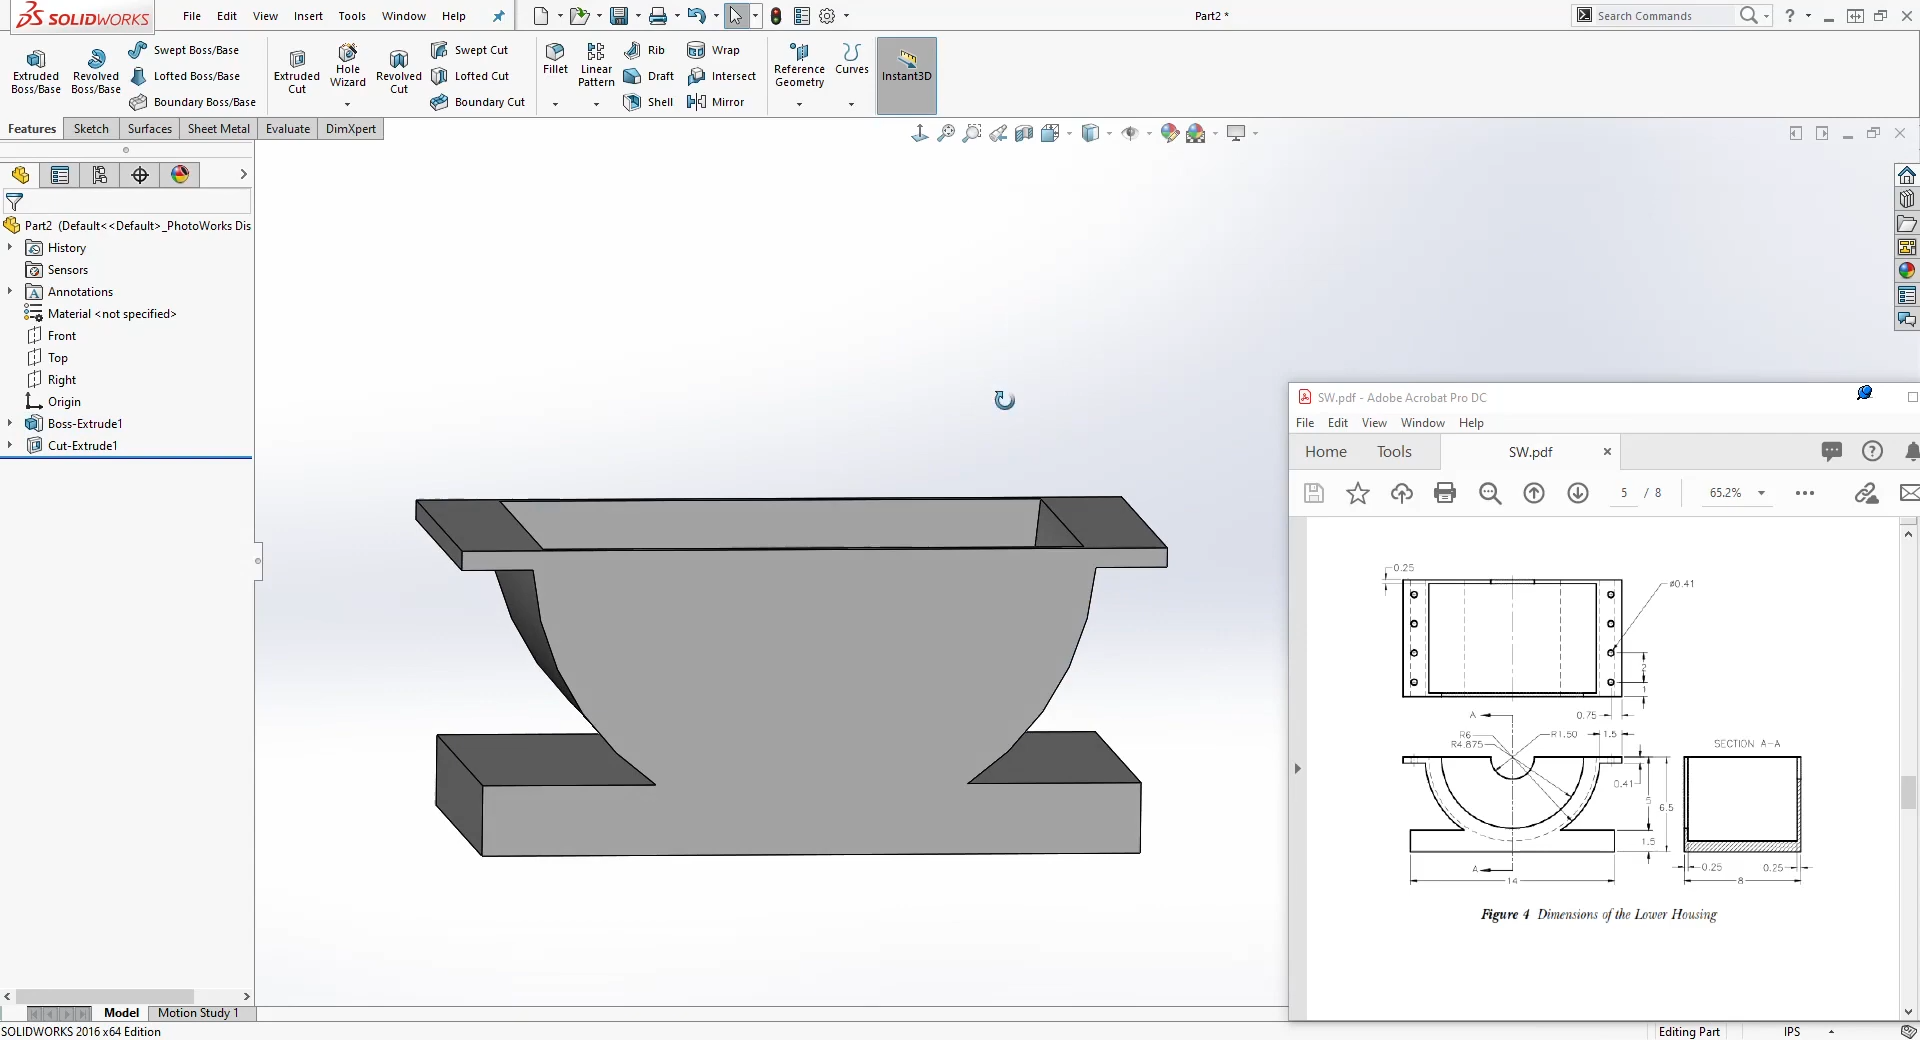 SOLIDWORKS
File Edit View Insert Tools Window Help
Part2 *
Search Commands
Extruded Boss/Base
Revolved Boss/Base
Swept Boss/Base
Lofted Boss/Base
Boundary Boss/Base
Extruded Cut
Hole Wizard
Revolved Cut
Swept Cut
Lofted Cut
Boundary Cut
Fillet
Linear Pattern
Rib
Draft
Shell
Wrap
Intersect
Mirror
Reference Geometry
Curves
Instant3D
Features Sketch Surfaces Sheet Metal Evaluate DimXpert
Part2 (Default<<Default>_PhotoWorks Dis
History
Sensors
Annotations
Material <not specified>
Front
Top
Right
Origin
Boss-Extrude1
Cut-Extrude1
Model Motion Study 1
SOLIDWORKS 2016 x64 Edition
Editing Part
IPS
SW.pdf - Adobe Acrobat Pro DC
File Edit View Window Help
Home Tools SW.pdf
5 / 8
65.2%
0.25
ø0.41
2
1
A
0.75
R6
R4.875
R1.50
1.5
SECTION A-A
0.41
5
6.5
1.5
A
14
0.25
0.25
8
Figure 4 Dimensions of the Lower Housing